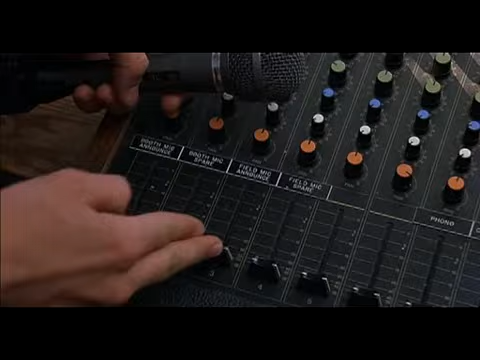 BOOTH MIC
ANNOUNCE
BOOTH MIC
SPARE
FIELD MIC
ANNOUNCE
FIELD MIC
SPARE
PHONO
3
4
5